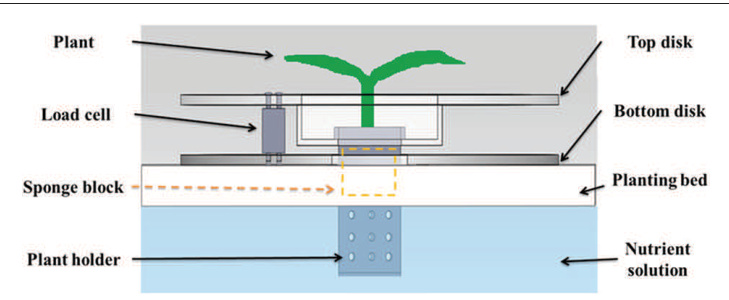 Plant
Top disk
Load cell
Bottom disk
Sponge block
Planting bed
Plant holder
Nutrient
solution